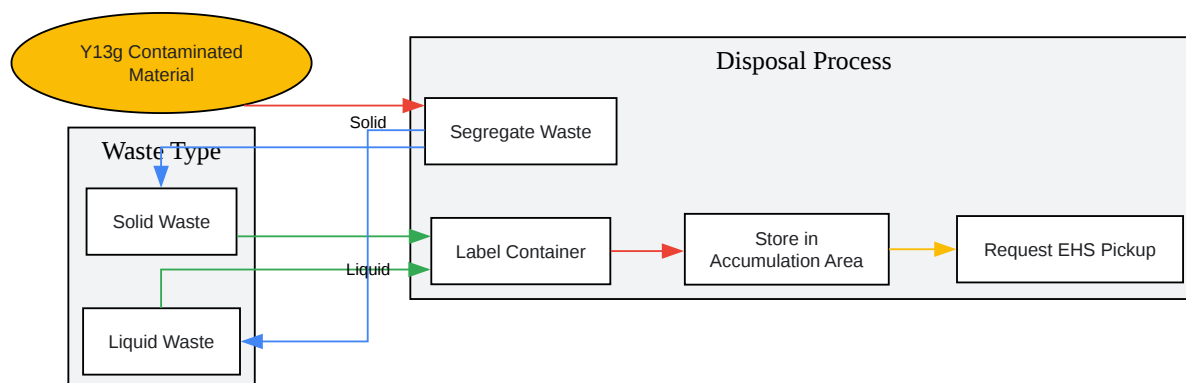 Y13g Contaminated
Material
Disposal Process
Solid
Segregate Waste
Waste Type
Solid Waste
Label Container
Store in
Accumulation Area
Request EHS Pickup
Liquid
Liquid Waste